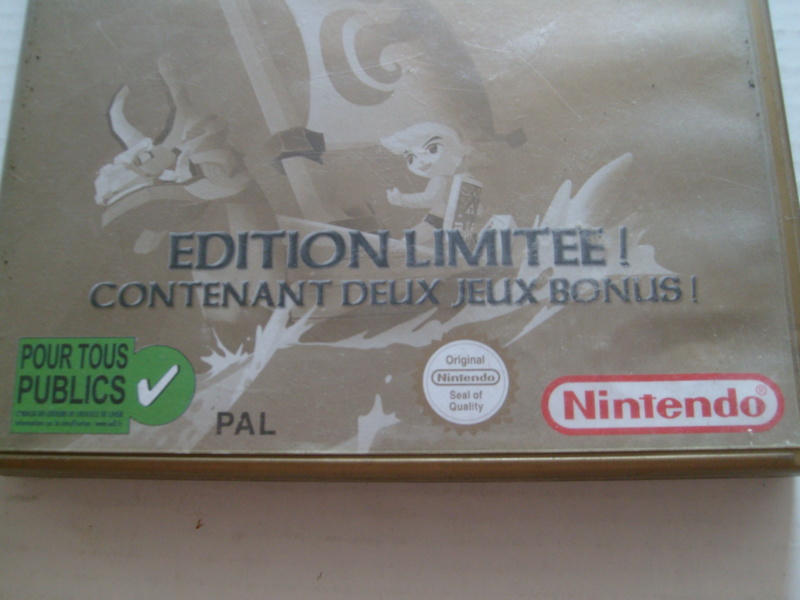 EDITION LIMITEE !
CONTENANT DEUX JEUX BONUS !
POUR TOUS
PUBLICS
PAL
Original
Nintendo
Seal of
Quality
Nintendo®